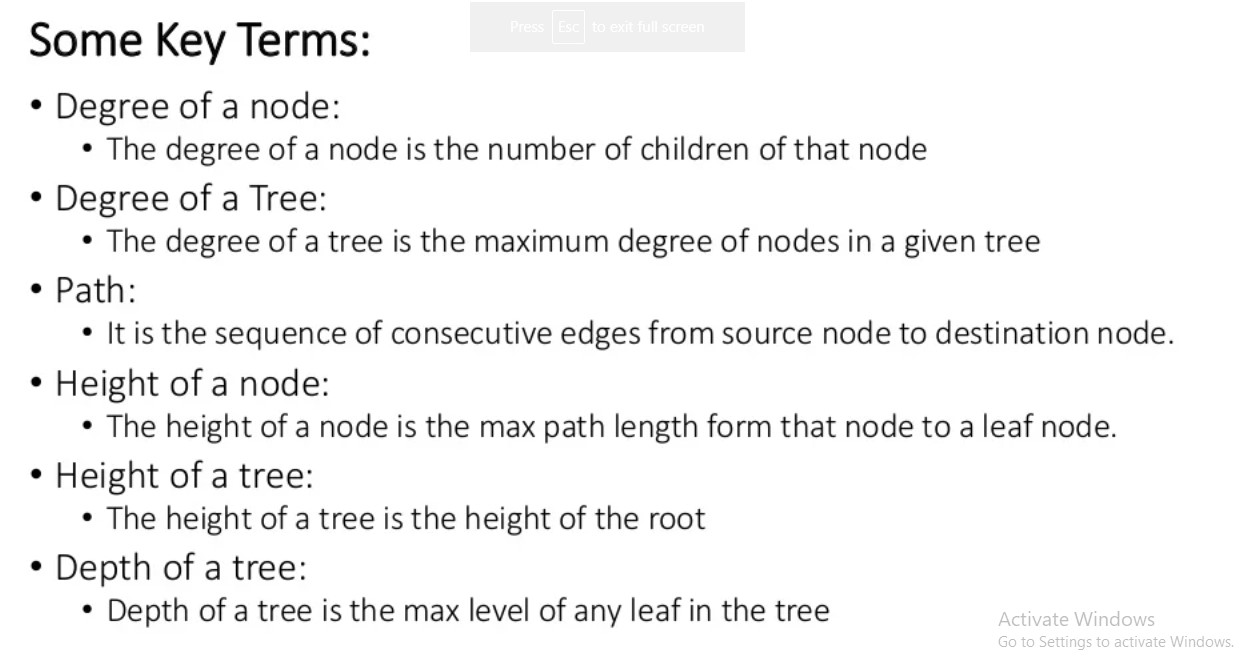 Press Esc to exit full screen
Some Key Terms:
• Degree of a node:
• The degree of a node is the number of children of that node
• Degree of a Tree:
• The degree of a tree is the maximum degree of nodes in a given tree
• Path:
• It is the sequence of consecutive edges from source node to destination node.
• Height of a node:
• The height of a node is the max path length form that node to a leaf node.
• Height of a tree:
• The height of a tree is the height of the root
• Depth of a tree:
• Depth of a tree is the max level of any leaf in the tree
Activate Windows
Go to Settings to activate Windows.